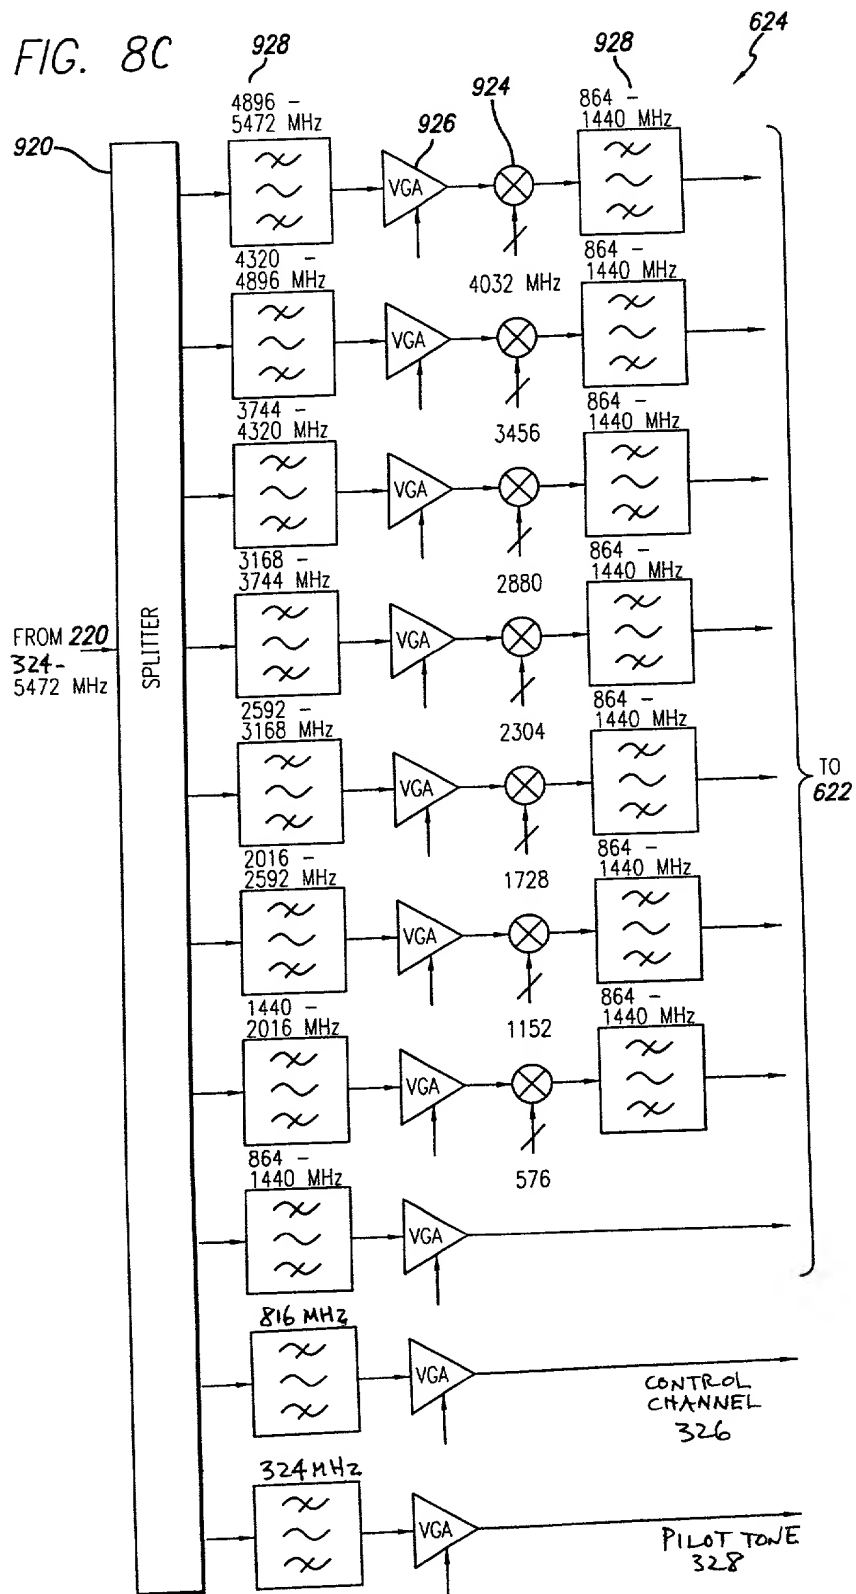 FIG. 8C
928
928
624
4896 -
5472 MHz
926
924
864 -
1440 MHz
920
VGA
4032 MHz
4320 -
4896 MHz
864 -
1440 MHz
VGA
3456
3744 -
4320 MHz
864 -
1440 MHz
VGA
2880
3168 -
3744 MHz
864 -
1440 MHz
VGA
2304
FROM 220
324-
5472 MHz
SPLITTER
2592 -
3168 MHz
864 -
1440 MHz
VGA
1728
TO
622
2016 -
2592 MHz
864 -
1440 MHz
VGA
1152
1440 -
2016 MHz
864 -
1440 MHz
VGA
576
864 -
1440 MHz
VGA
816 MHz
VGA
CONTROL
CHANNEL
326
324 MHz
VGA
PILOT TONE
328